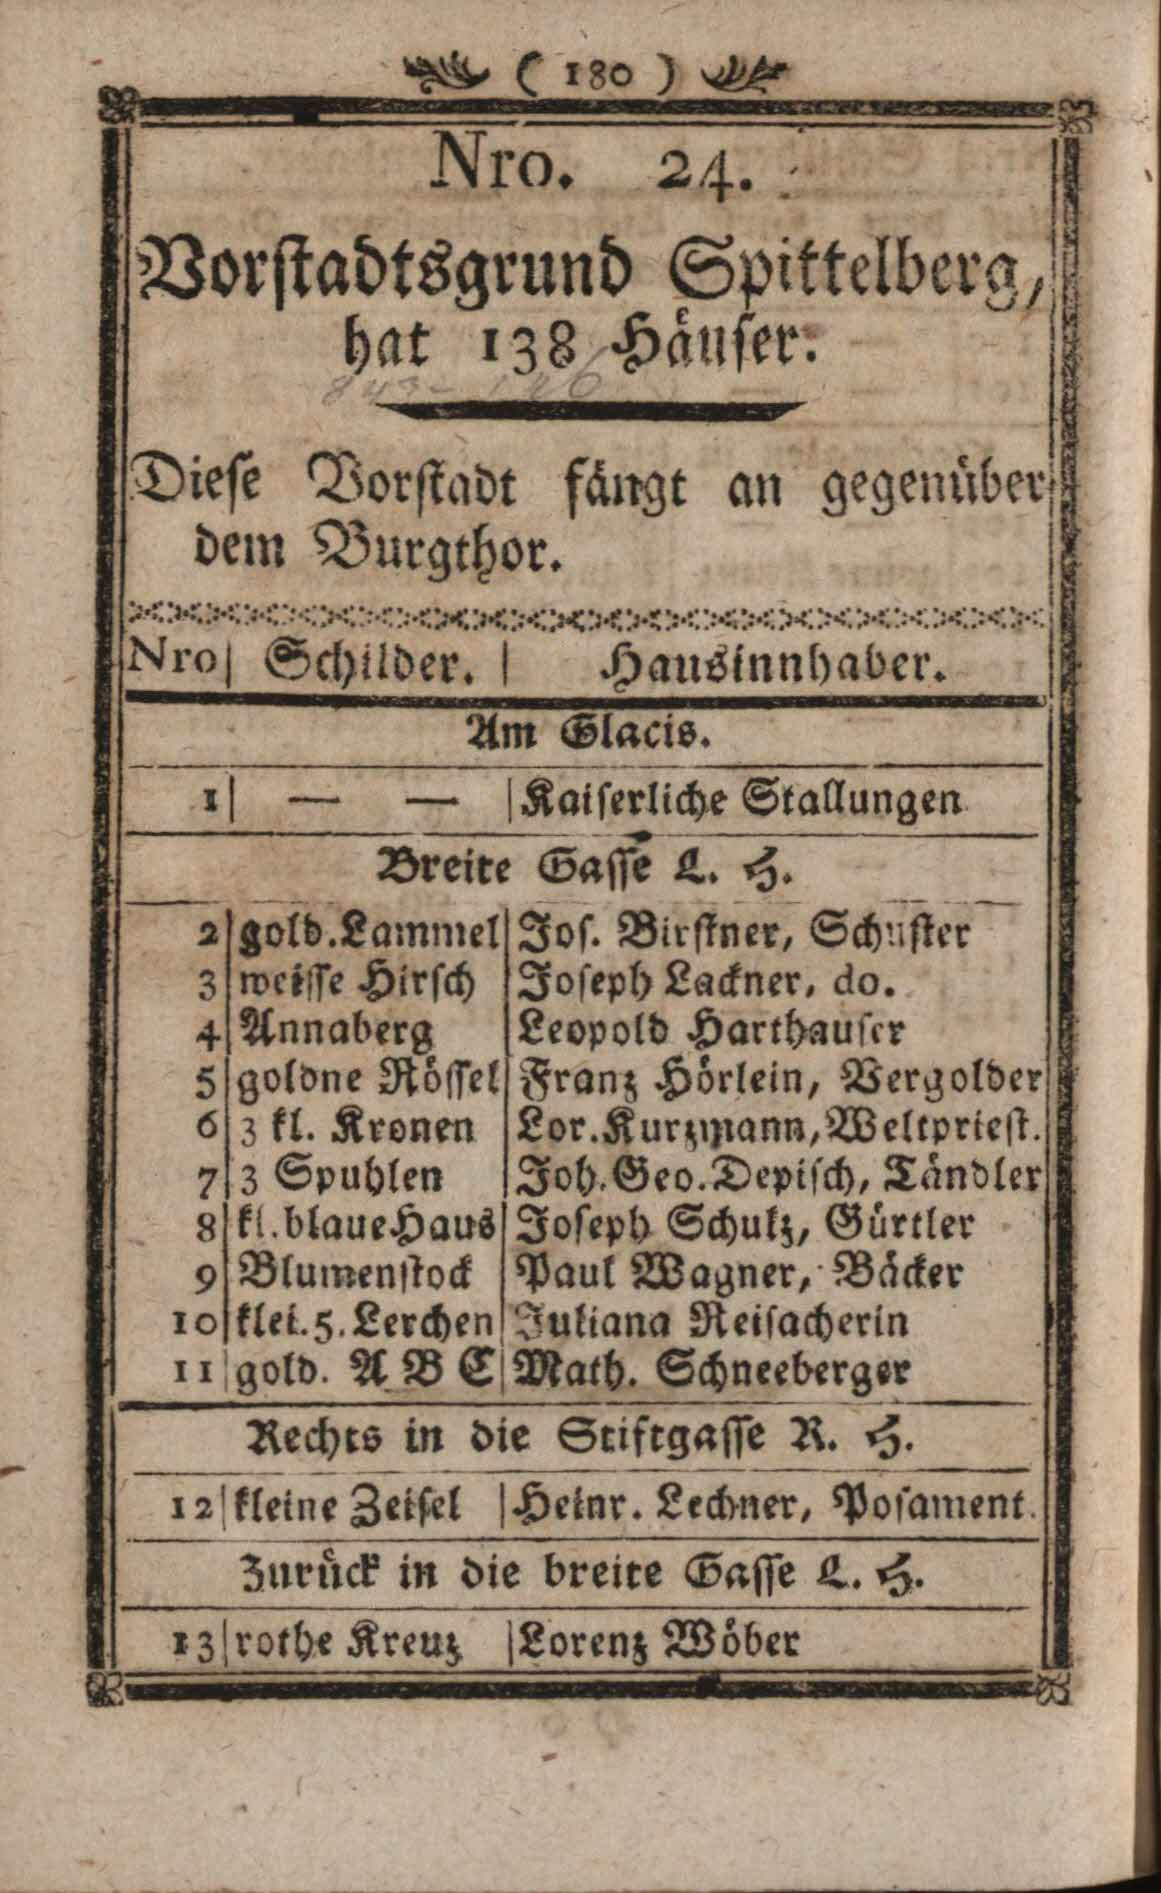 ( 180 )
Nro. 24.
Vorstadtsgrund Spittelberg,
hat 138 Häuser.
Diese Vorstadt fängt an gegenüber
dem Burgthor.
Nro | Schilder. | Hausinnhaber.
Am Glacis.
1 | — — | Kaiserliche Stallungen
Breite Gasse L. H.
2 | gold. Lammel | Jos. Birstner, Schuster
3 | weisse Hirsch | Joseph Lackner, do.
4 | Annaberg | Leopold Harthauser
5 | goldne Rössel | Franz Hörlein, Vergolder
6 | 3 kl. Kronen | Lor. Kurzmann, Weltpriest.
7 | 3 Spuhlen | Joh. Geo. Depisch, Tändler
8 | kl. blaue Haus | Joseph Schulz, Gürtler
9 | Blumenstock | Paul Wagner, Bäcker
10 | klei. 5. Lerchen | Juliana Reisacherin
11 | gold. A B C | Math. Schneeberger
Rechts in die Stiftgasse R. H.
12 | kleine Zeisel | Heinr. Lechner, Posament.
Zurück in die breite Gasse L. H.
13 | rothe Kreuz | Lorenz Wöber